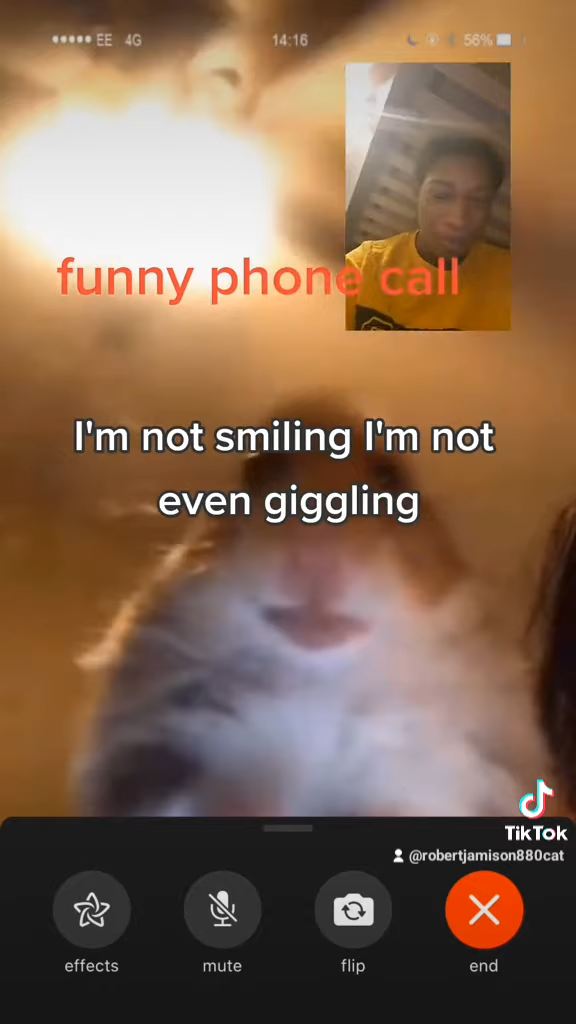 EE 4G 14:16 56%
funny phone call
I'm not smiling I'm not
even giggling
TikTok
@robertjamison880cat
effects mute flip end